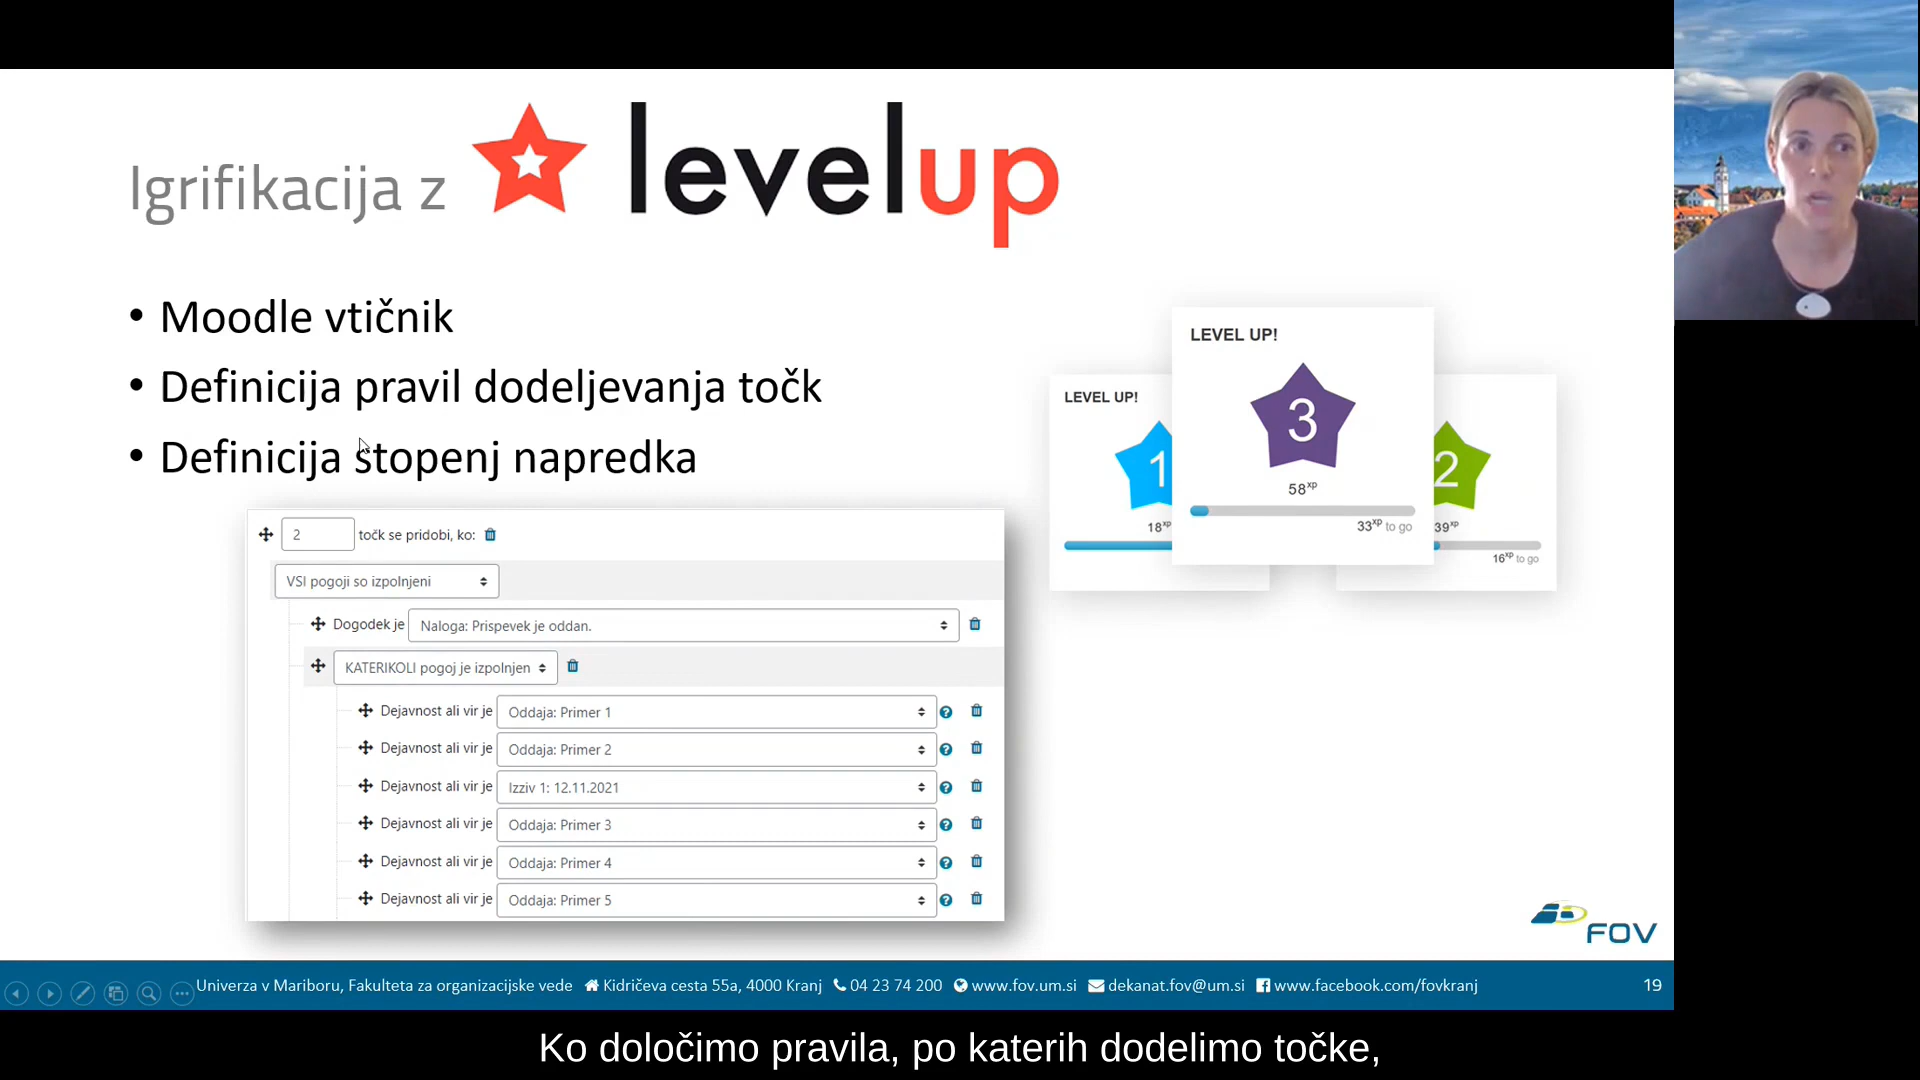 Igrifikacija z levelup
• Moodle vtičnik
• Definicija pravil dodeljevanja točk
• Definicija stopenj napredka
2 točk se pridobi, ko:
VSI pogoji so izpolnjeni
Dogodek je Naloga: Prispevek je oddan.
KATERIKOLI pogoj je izpolnjen
Dejavnost ali vir je Oddaja: Primer 1
Dejavnost ali vir je Oddaja: Primer 2
Dejavnost ali vir je Izziv 1: 12.11.2021
Dejavnost ali vir je Oddaja: Primer 3
Dejavnost ali vir je Oddaja: Primer 4
Dejavnost ali vir je Oddaja: Primer 5
LEVEL UP!
1
18xp
LEVEL UP!
3
58xp
33xp to go
2
39xp
16xp to go
FOV
Univerza v Mariboru, Fakulteta za organizacijske vede Kidričeva cesta 55a, 4000 Kranj 04 23 74 200 www.fov.um.si dekanat.fov@um.si www.facebook.com/fovkranj 19
Ko določimo pravila, po katerih dodelimo točke,